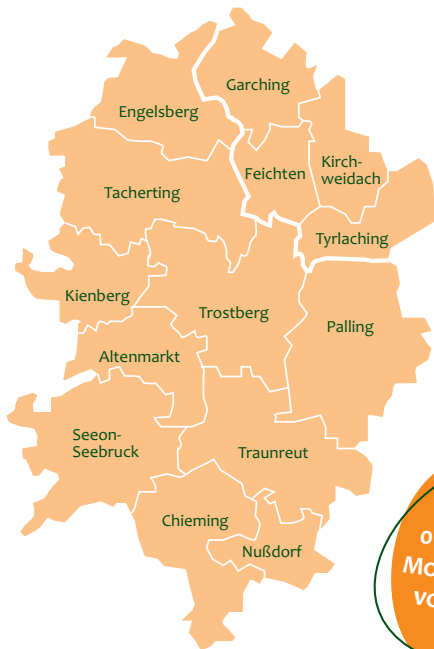 Garching
Engelsberg
Kirch-
weidach
Feichten
Tacherting
Tyrlaching
Kienberg
Trostberg
Palling
Altenmarkt
Seeon-
Seebruck
Traunreut
Chieming
Nußdorf